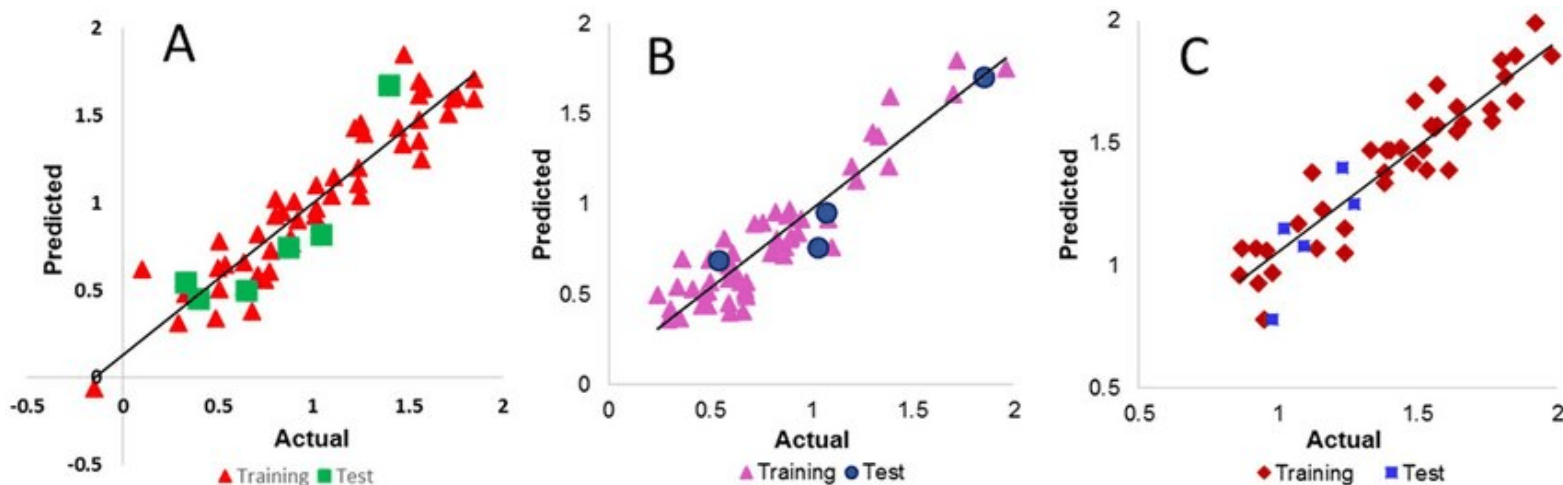 A
2
1.5
1
0.5
0
-0.5
Predicted
-0.5 0 0.5 1 1.5 2
Actual
Training Test
B
2
1.5
1
0.5
0
Predicted
0 0.5 1 1.5 2
Actual
Training Test
C
2
1.5
1
0.5
Predicted
0.5 1 1.5 2
Actual
Training Test